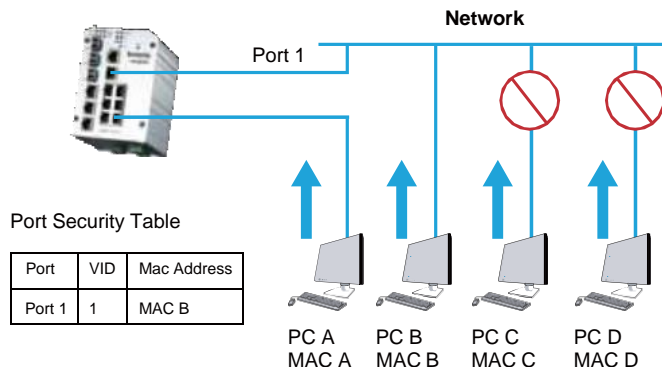 Network
Port 1
Port Security Table
Port VID Mac Address
Port 1 1 MAC B
PC A PC B PC C PC D
MAC A MAC B MAC C MAC D